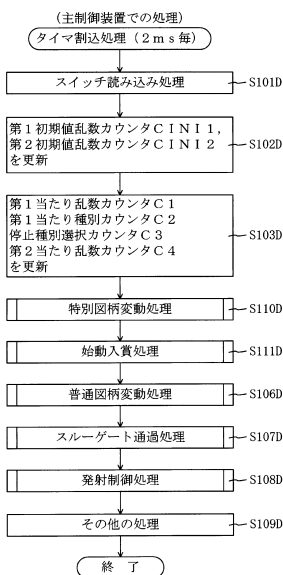 (主制御装置での処理)
タイマ割込処理(2ms毎)
スイッチ読み込み処理
S101D
第1初期値乱数カウンタCINI1,
第2初期値乱数カウンタCINI2
を更新
S102D
第1当たり乱数カウンタC1
第1当たり種別カウンタC2
停止種別選択カウンタC3
第2当たり乱数カウンタC4
を更新
S103D
特別図柄変動処理
S110D
始動入賞処理
S111D
普通図柄変動処理
S106D
スルーゲート通過処理
S107D
発射制御処理
S108D
その他の処理
S109D
終 了